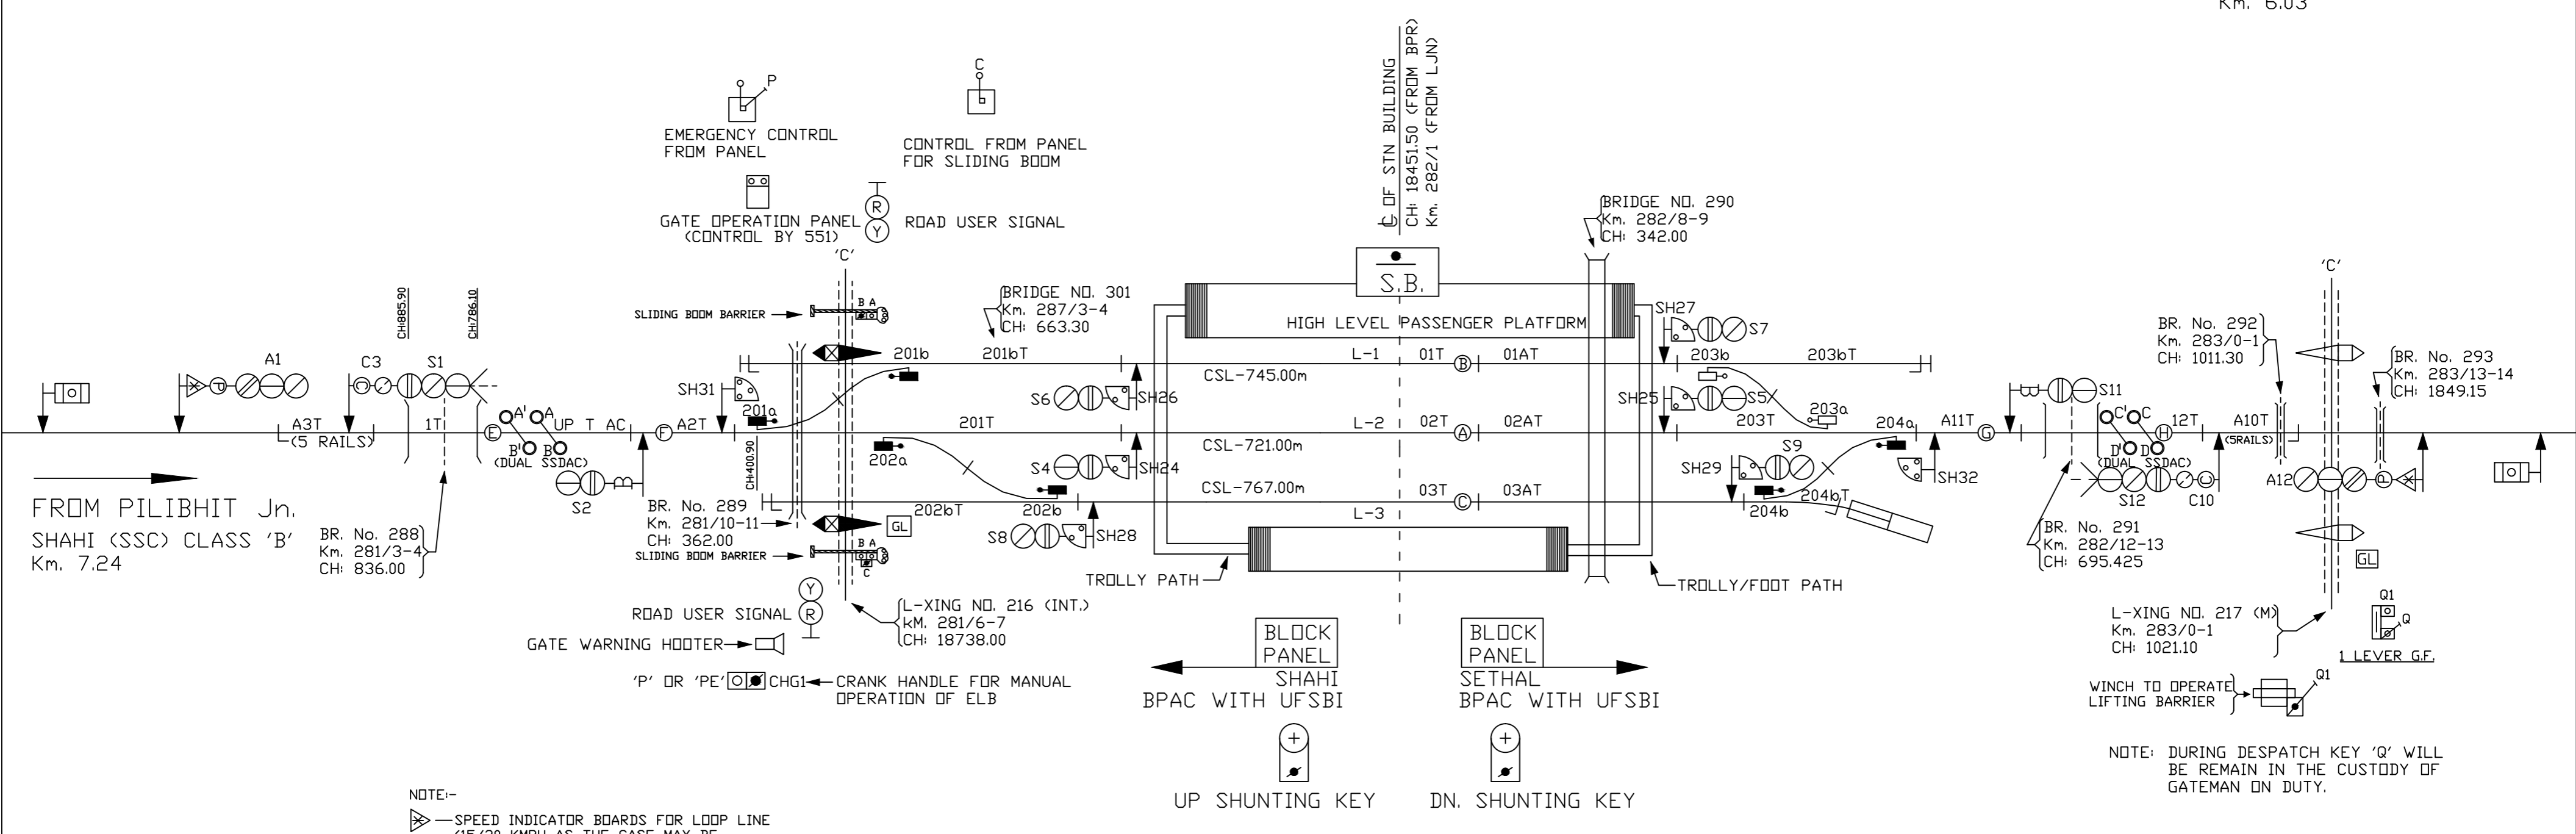 Km. 6.03
P
C
EMERGENCY CONTROL
FROM PANEL
CONTROL FROM PANEL
FOR SLIDING BOOM
GATE OPERATION PANEL
(CONTROL BY 551)
R
Y
ROAD USER SIGNAL
℄ OF STN BUILDING
CH: 18451.50 (FROM BPR)
Km. 282/1 (FROM LJN)
BRIDGE NO. 290
Km. 282/8-9
CH: 342.00
'C'
'C'
S.B.
HIGH LEVEL PASSENGER PLATFORM
CH:885.90
CH:786.10
SLIDING BOOM BARRIER
B A
BRIDGE NO. 301
Km. 287/3-4
CH: 663.30
SH27
S7
BR. No. 292
Km. 283/0-1
CH: 1011.30
BR. No. 293
Km. 283/13-14
CH: 1849.15
A1
P
C3
C
S1
SH31
201b
201bT
L-1
01T
B
01AT
203b
203bT
CSL-745.00m
S6
SH26
SH25
S5
S11
201a
A3T
(5 RAILS)
1T
E
A'
A
B'
B
(DUAL SSDAC)
UP T AC
F
A2T
201T
L-2
02T
A
02AT
203T
203a
204a
A11T
G
C'
C
D'
D
(DUAL SSDAC)
H
12T
A10T
(5RAILS)
CSL-721.00m
CH:400.90
202a
S4
SH24
SH29
S9
SH32
S2
S12
C
C10
A12
P
CSL-767.00m
03T
C
03AT
L-3
202bT
202b
204bT
204b
S8
SH28
FROM PILIBHIT Jn.
SHAHI (SSC) CLASS 'B'
Km. 7.24
BR. No. 288
Km. 281/3-4
CH: 836.00
BR. No. 289
Km. 281/10-11
CH: 362.00
GL
SLIDING BOOM BARRIER
B A
C
BR. No. 291
Km. 282/12-13
CH: 695.425
GL
TROLLY PATH
TROLLY/FOOT PATH
Y
R
ROAD USER SIGNAL
L-XING NO. 216 (INT.)
kM. 281/6-7
CH: 18738.00
GATE WARNING HOOTER
'P' OR 'PE'
CHG1
CRANK HANDLE FOR MANUAL
OPERATION OF ELB
BLOCK
PANEL
SHAHI
BPAC WITH UFSBI
BLOCK
PANEL
SETHAL
BPAC WITH UFSBI
L-XING NO. 217 (M)
Km. 283/0-1
CH: 1021.10
Q1
Q
1 LEVER G.F.
WINCH TO OPERATE
LIFTING BARRIER
Q1
UP SHUNTING KEY
DN. SHUNTING KEY
NOTE: DURING DESPATCH KEY 'Q' WILL
BE REMAIN IN THE CUSTODY OF
GATEMAN ON DUTY.
NOTE:-
SPEED INDICATOR BOARDS FOR LOOP LINE
(15/30 KMPH AS THE CASE MAY BE